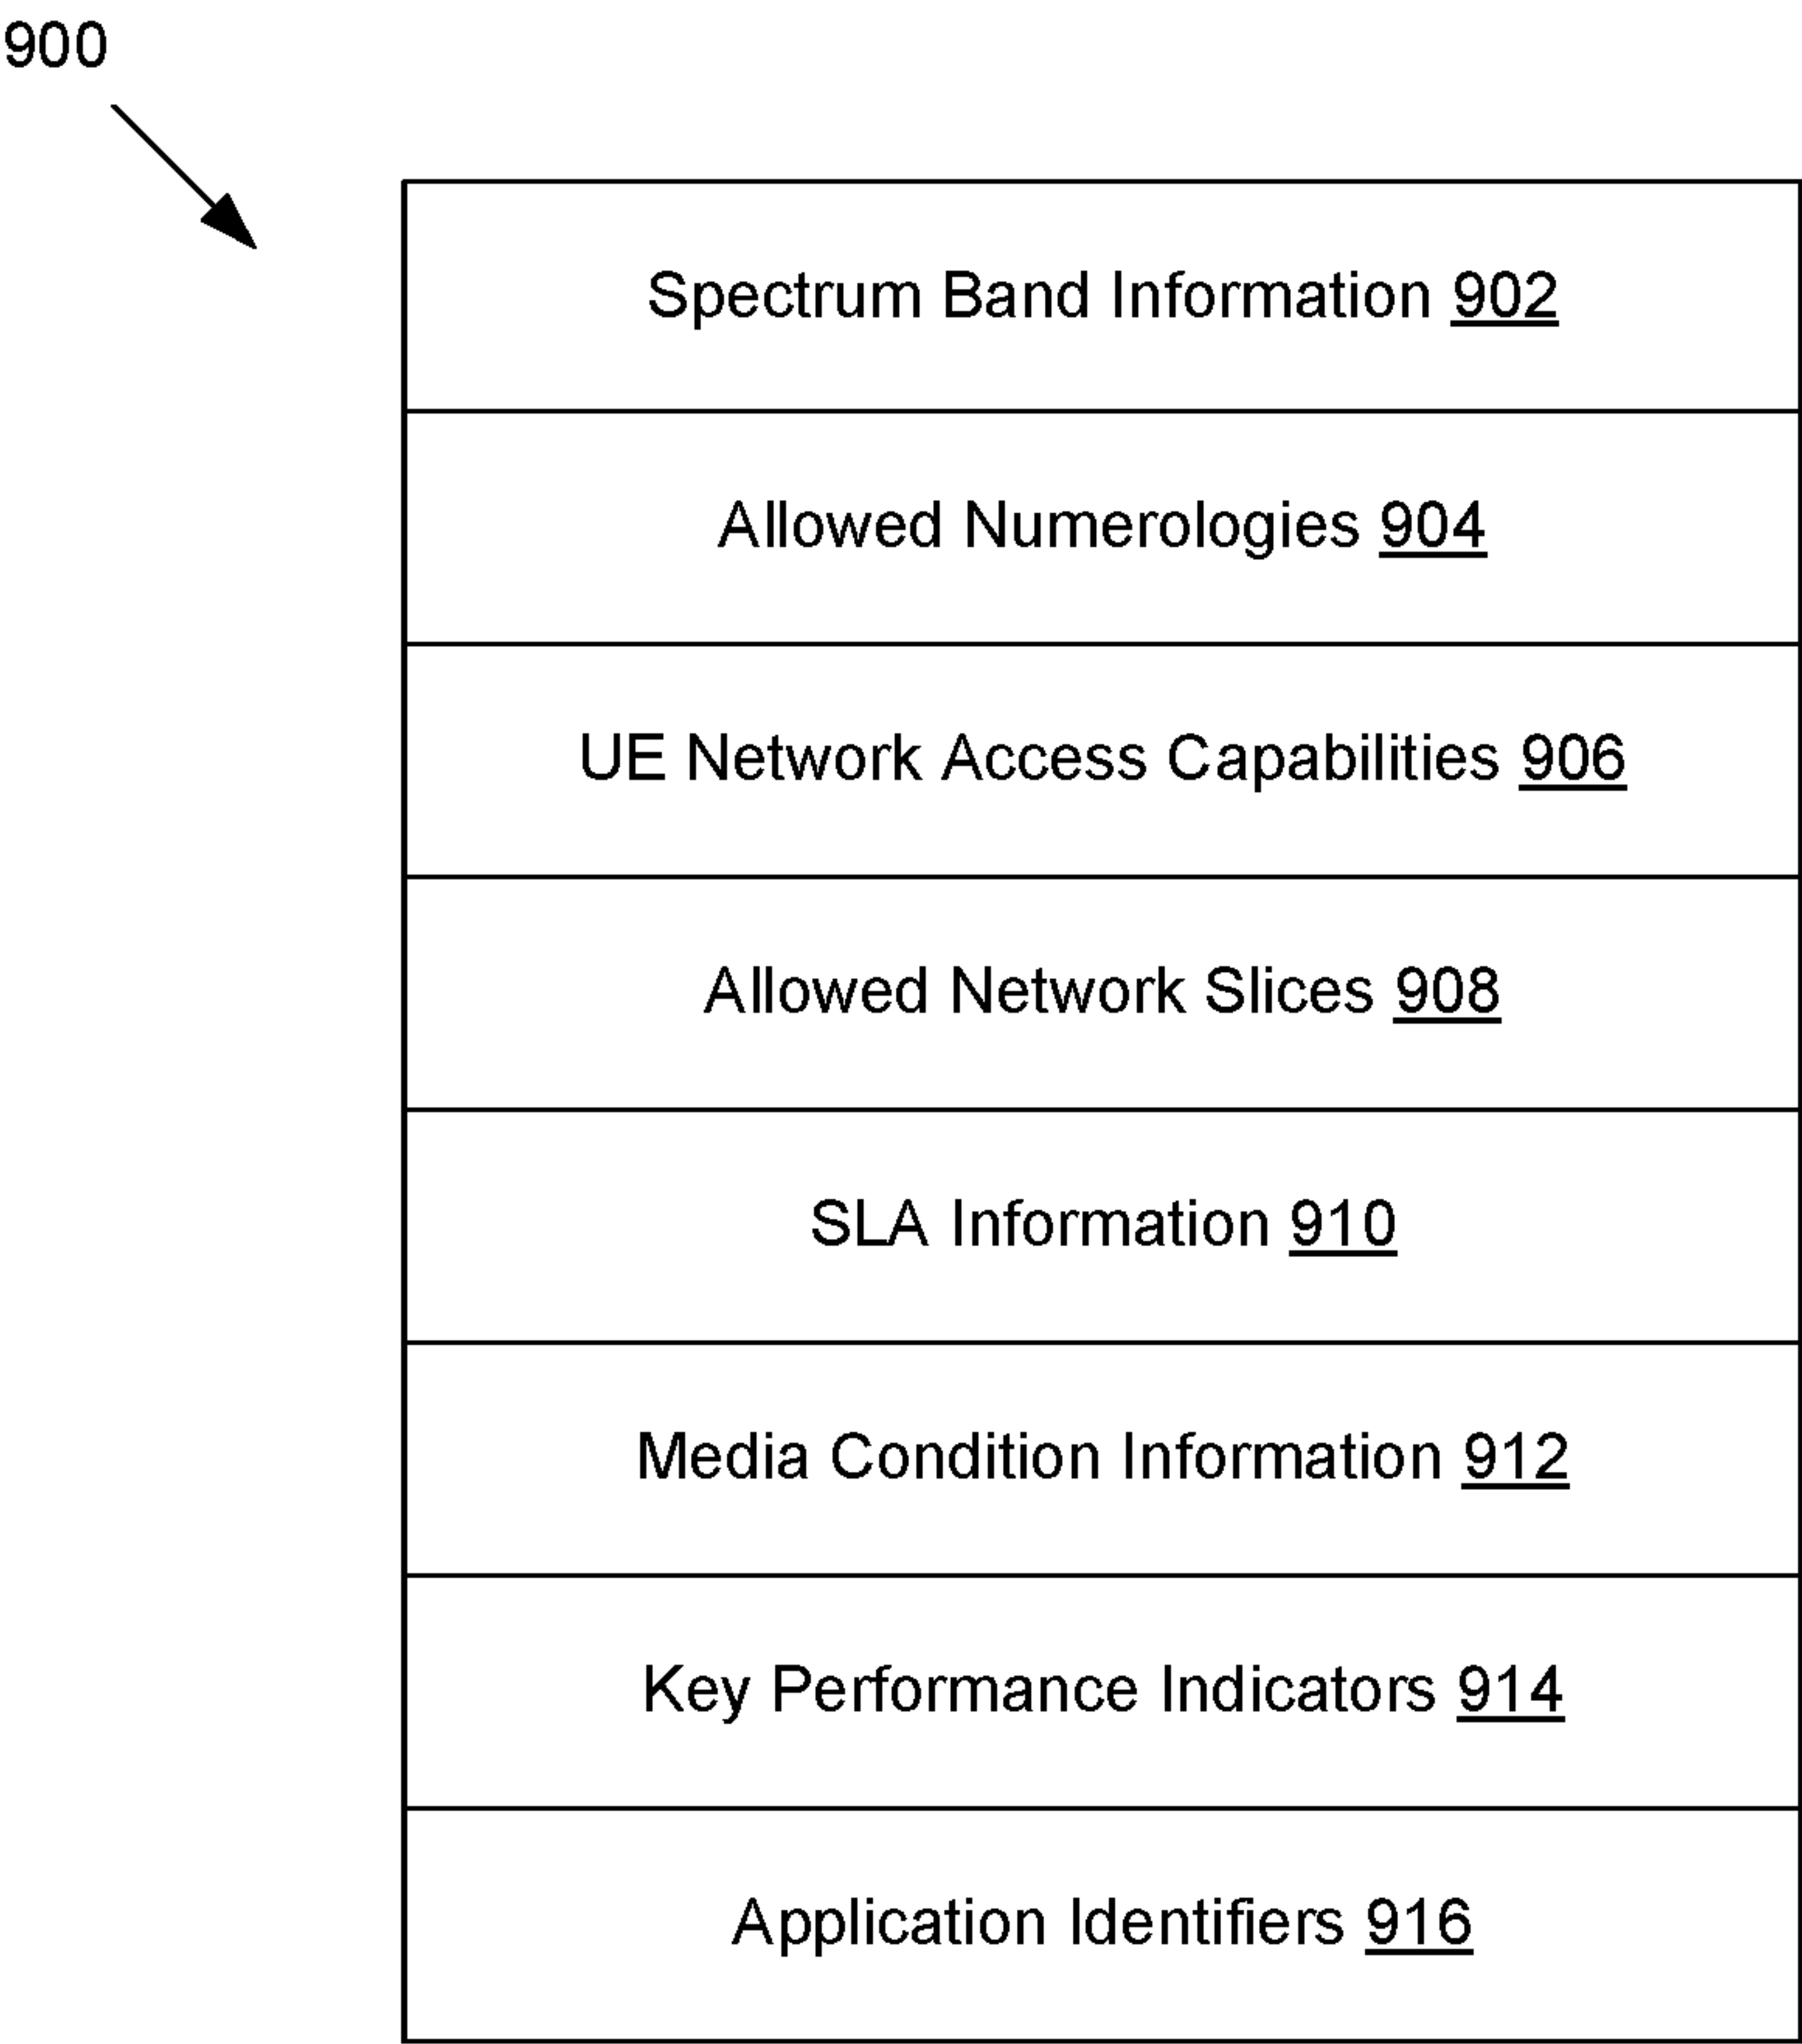 900
Spectrum Band Information 902
Allowed Numerologies 904
UE Network Access Capabilities 906
Allowed Network Slices 908
SLA Information 910
Media Condition Information 912
Key Performance Indicators 914
Application Identifiers 916